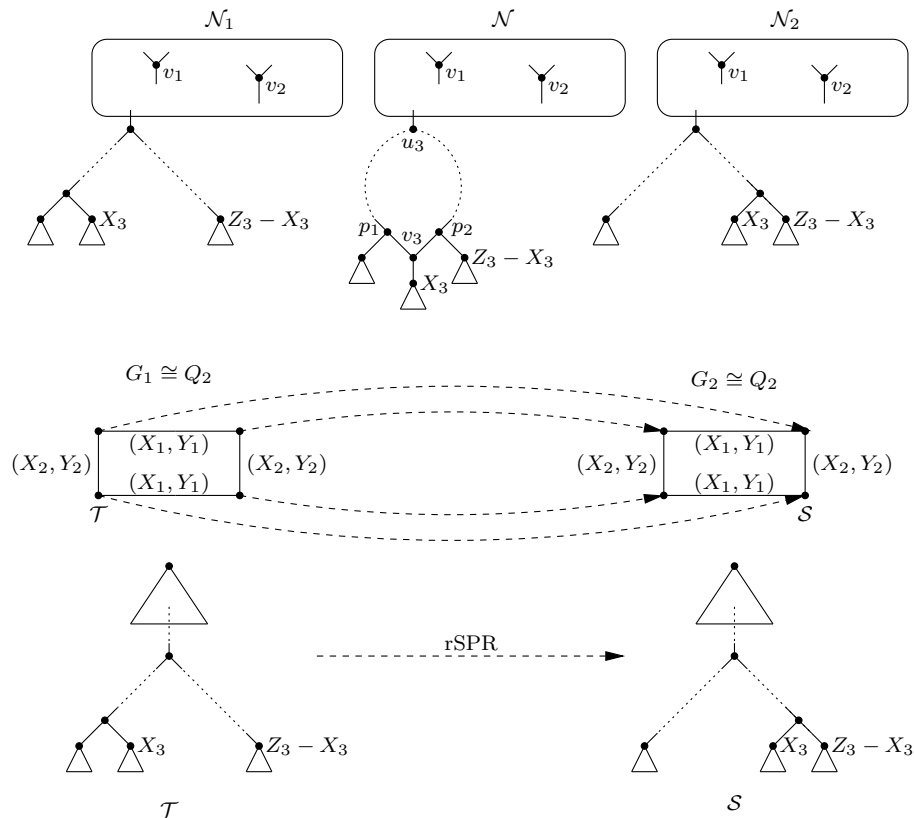 𝒩₁ 𝒩 𝒩₂
v₁ v₁ v₁
v₂ v₂ v₂
u₃
X₃ Z₃ − X₃ p₁ v₃ p₂ X₃ Z₃ − X₃
Z₃ − X₃
X₃
G₁ ≅ Q₂ G₂ ≅ Q₂
(X₁, Y₁) (X₁, Y₁)
(X₂, Y₂) (X₂, Y₂) (X₂, Y₂) (X₂, Y₂)
(X₁, Y₁) (X₁, Y₁)
𝒯 𝒮
rSPR
X₃ Z₃ − X₃ X₃ Z₃ − X₃
𝒯 𝒮